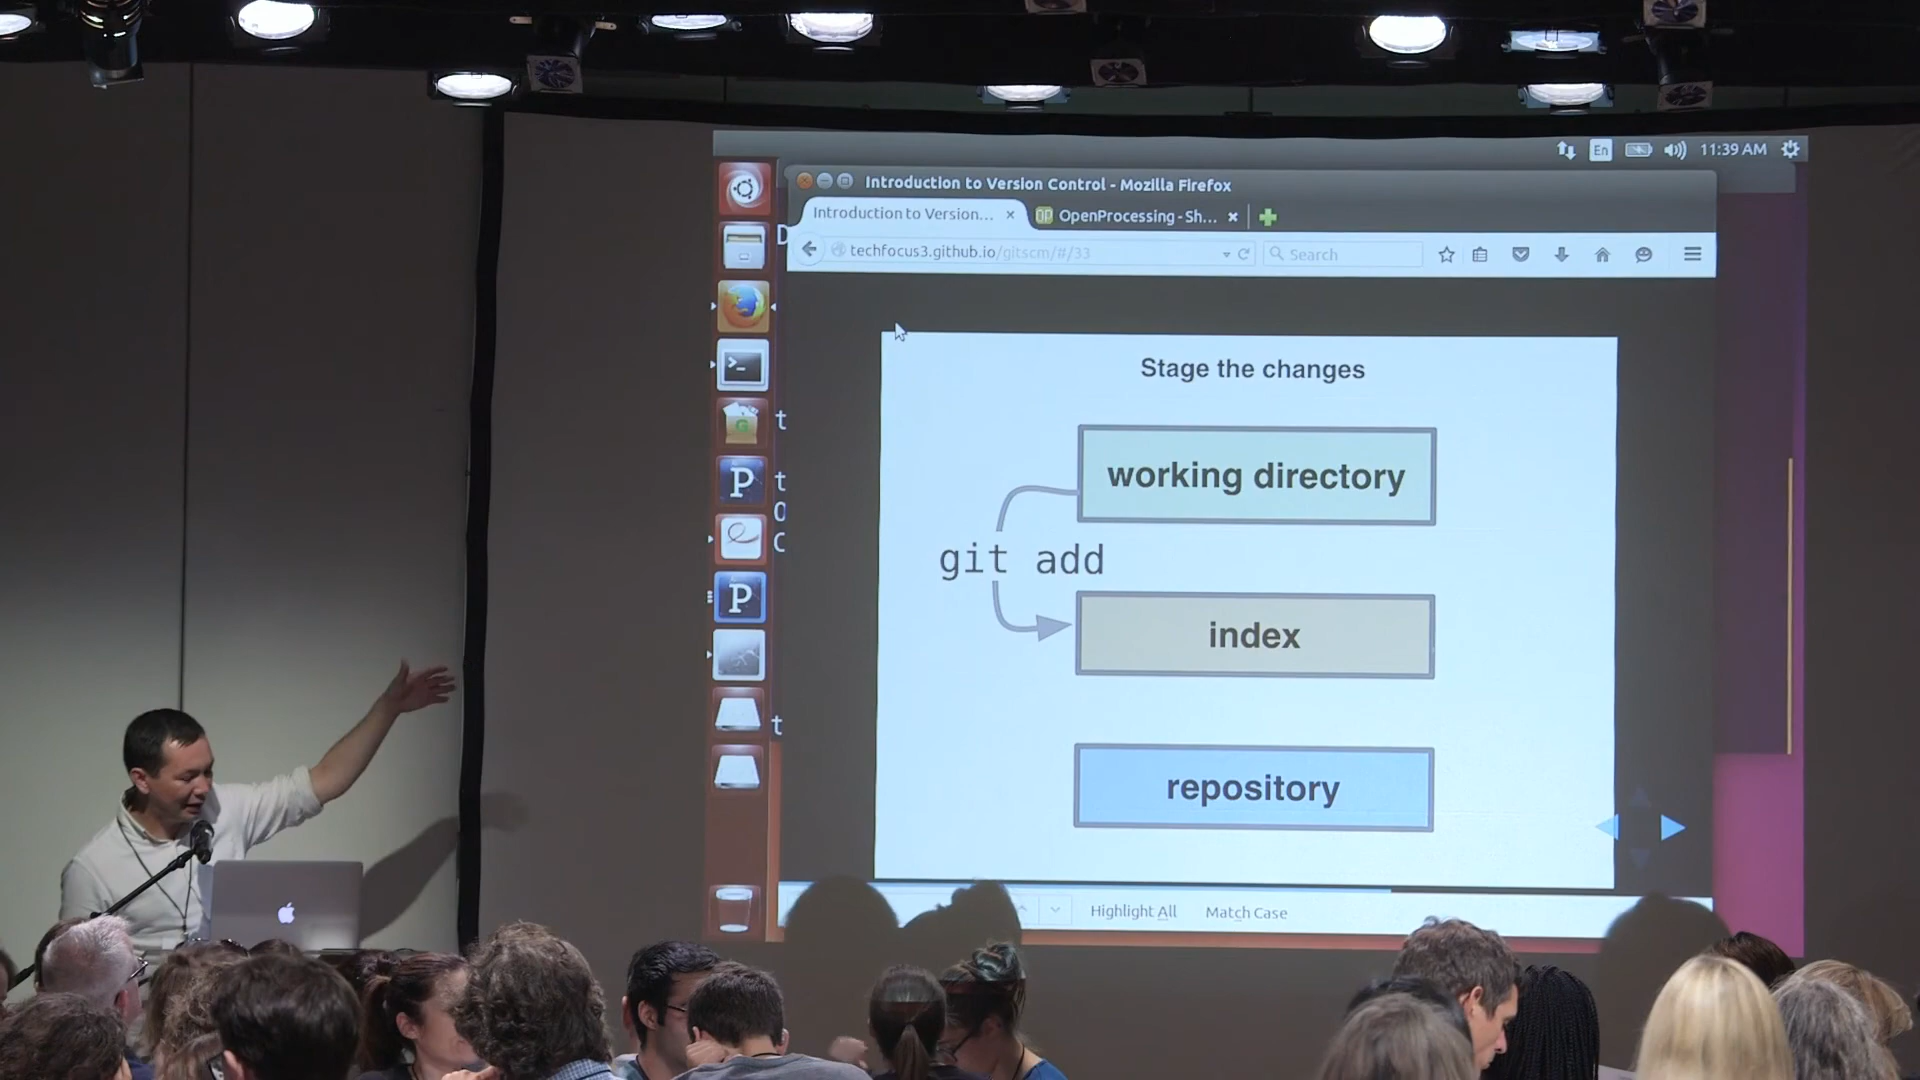 En 11:39 AM
Introduction to Version Control - Mozilla Firefox
Introduction to Version... OpenProcessing - Sh...
techfocus3.github.io/gitscm/#/33 Search
D
Stage the changes
t
working directory
P t
O
C
git add
P
index
t
repository
Highlight All Match Case